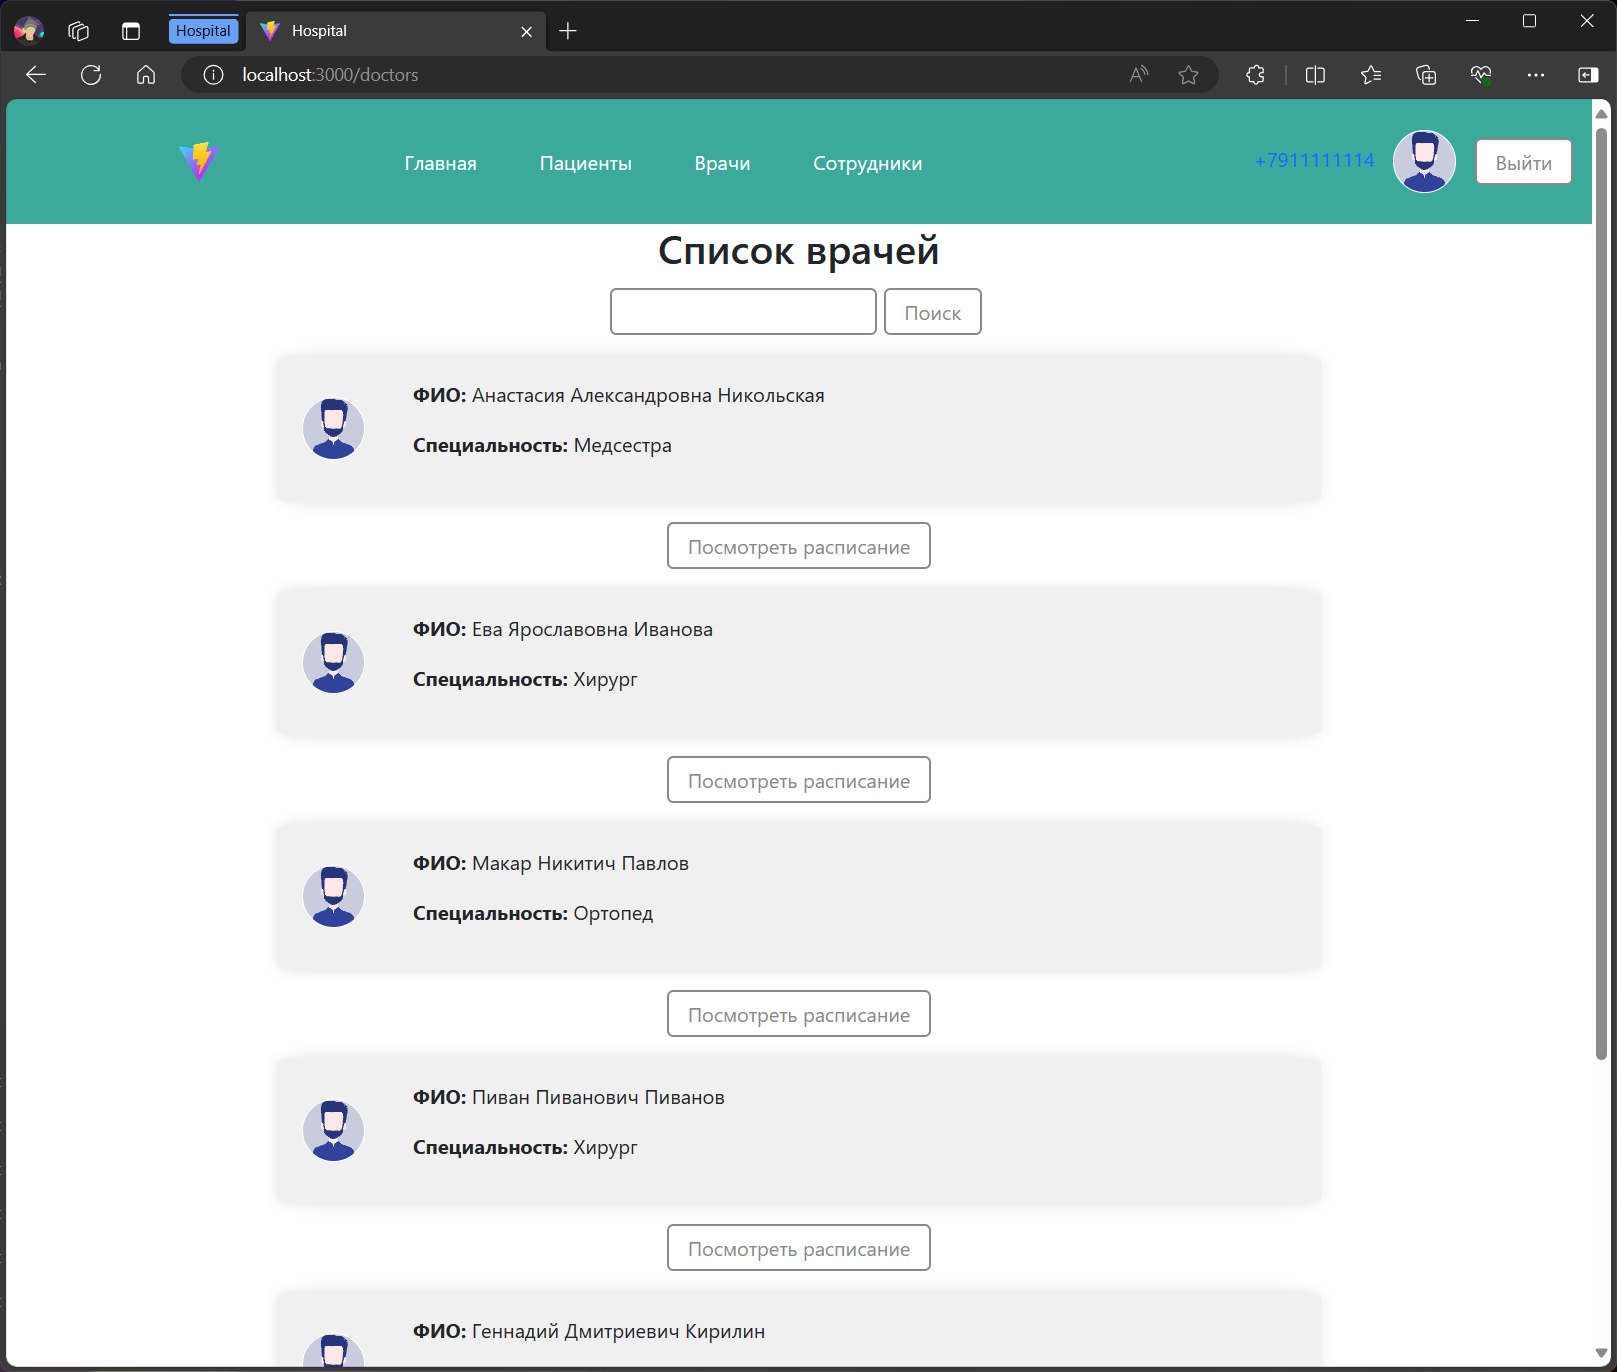 Hospital
Hospital
localhost:3000/doctors
Главная
Пациенты
Врачи
Сотрудники
+7911111114
Выйти
Список врачей
Поиск
ФИО: Анастасия Александровна Никольская
Специальность: Медсестра
Посмотреть расписание
ФИО: Ева Ярославовна Иванова
Специальность: Хирург
Посмотреть расписание
ФИО: Макар Никитич Павлов
Специальность: Ортопед
Посмотреть расписание
ФИО: Пиван Пиванович Пиванов
Специальность: Хирург
Посмотреть расписание
ФИО: Геннадий Дмитриевич Кирилин